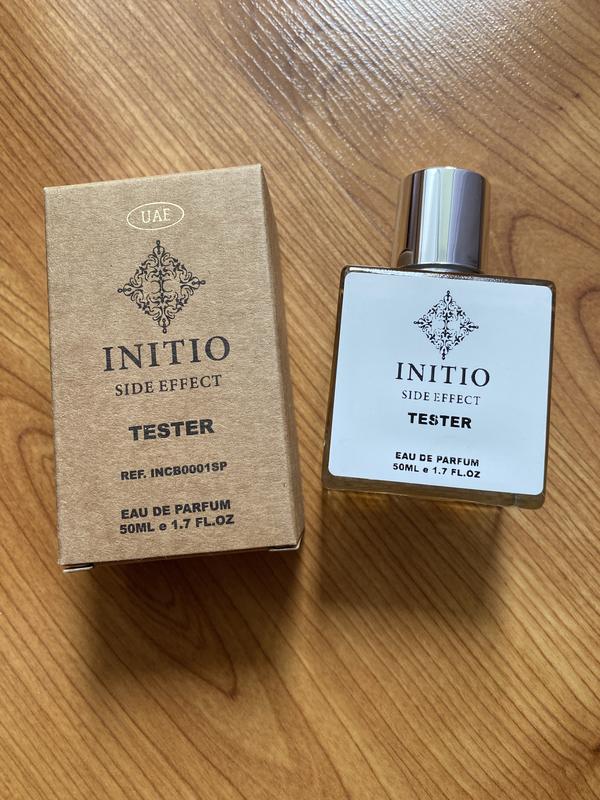 UAE
INITIO
SIDE EFFECT
TESTER
REF. INCB0001SP
EAU DE PARFUM
50ML e 1.7 FL.OZ
INITIO
SIDE EFFECT
TESTER
EAU DE PARFUM
50ML e 1.7 FL.OZ